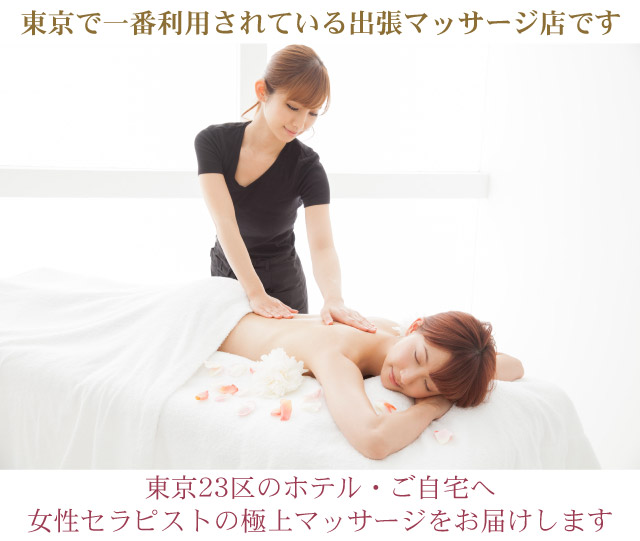 東京で一番利用されている出張マッサージ店です
東京23区のホテル・ご自宅へ
女性セラピストの極上マッサージをお届けします